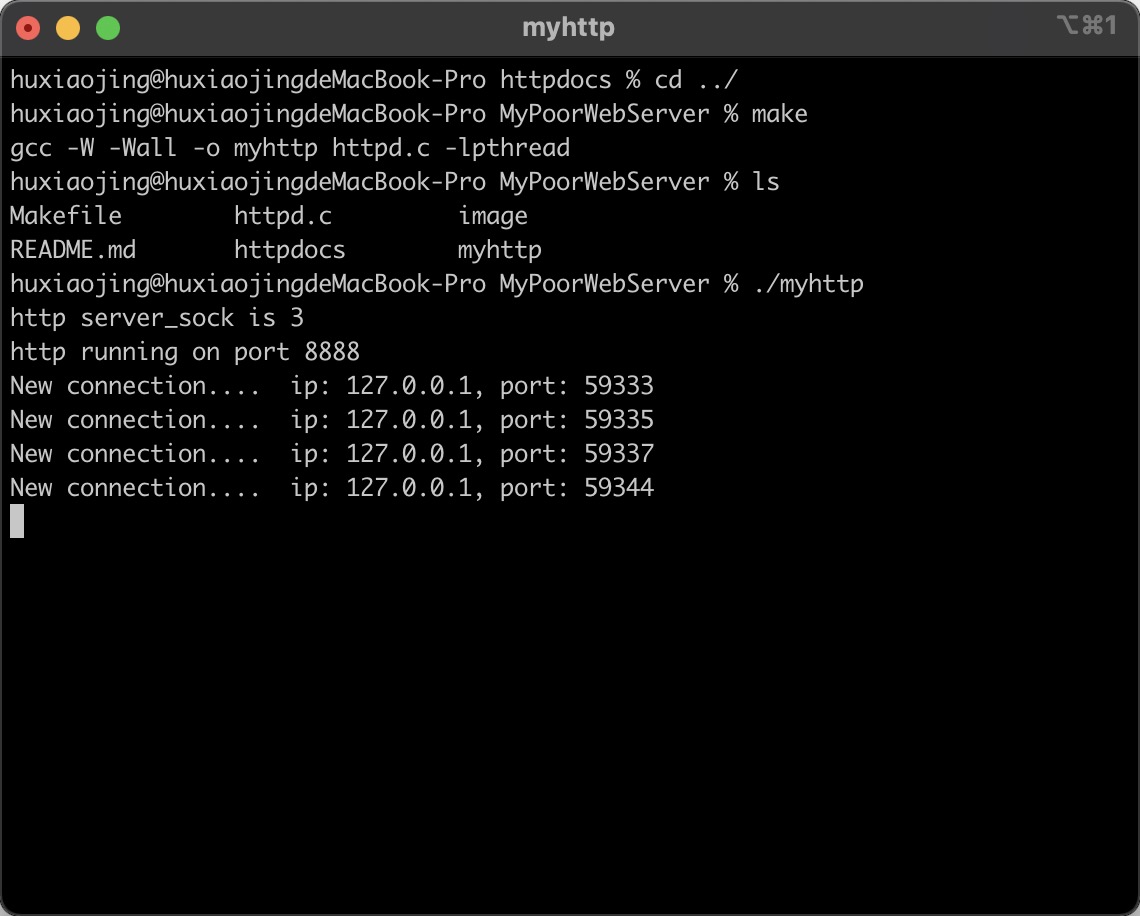 myhttp
⌥⌘1
huxiaojing@huxiaojingdeMacBook-Pro httpdocs % cd ../
huxiaojing@huxiaojingdeMacBook-Pro MyPoorWebServer % make
gcc -W -Wall -o myhttp httpd.c -lpthread
huxiaojing@huxiaojingdeMacBook-Pro MyPoorWebServer % ls
Makefile        httpd.c         image
README.md       httpdocs        myhttp
huxiaojing@huxiaojingdeMacBook-Pro MyPoorWebServer % ./myhttp
http server_sock is 3
http running on port 8888
New connection....  ip: 127.0.0.1, port: 59333
New connection....  ip: 127.0.0.1, port: 59335
New connection....  ip: 127.0.0.1, port: 59337
New connection....  ip: 127.0.0.1, port: 59344